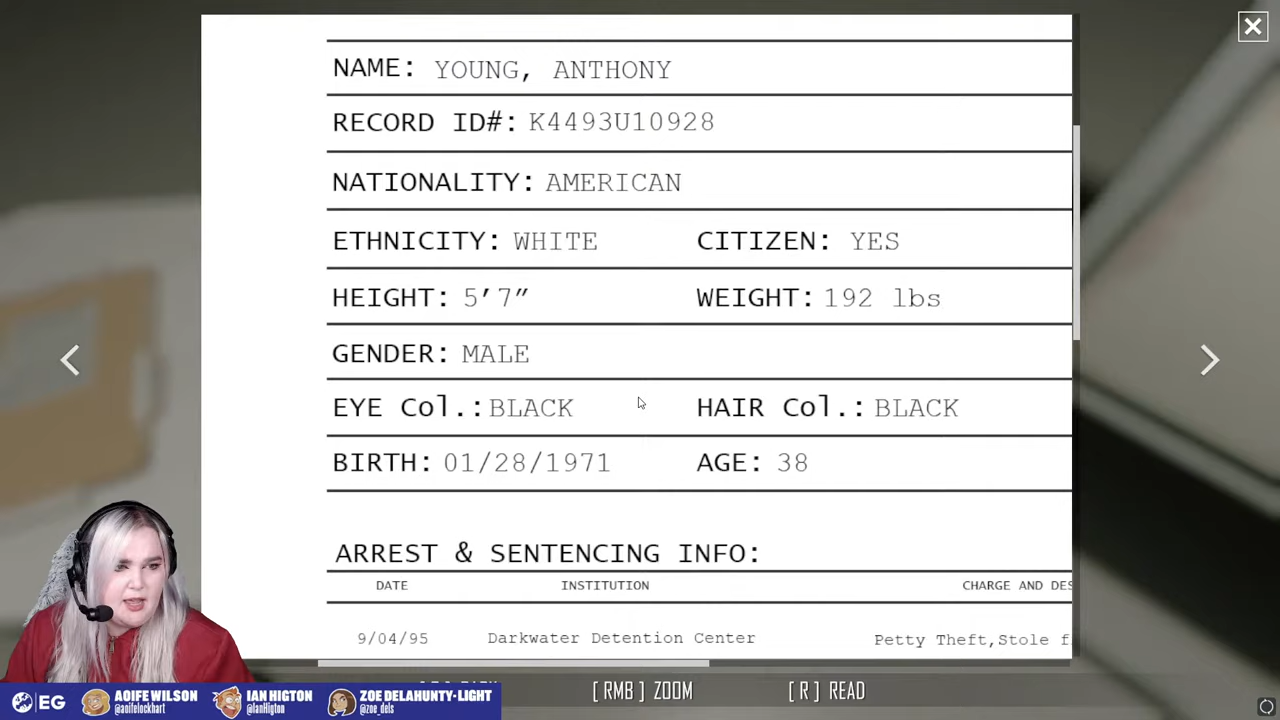 NAME: YOUNG, ANTHONY
RECORD ID#: K4493U10928
NATIONALITY: AMERICAN
ETHNICITY: WHITE CITIZEN: YES
HEIGHT: 5'7" WEIGHT: 192 lbs
GENDER: MALE
EYE Col.: BLACK HAIR Col.: BLACK
BIRTH: 01/28/1971 AGE: 38
ARREST & SENTENCING INFO:
DATE INSTITUTION CHARGE AND DES
9/04/95 Darkwater Detention Center Petty Theft,Stole f
[RMB] ZOOM [R] READ
EG AOIFE WILSON @aoifelockhart IAN HIGTON @IanHigton ZOE DELAHUNTY-LIGHT @zoe_dels